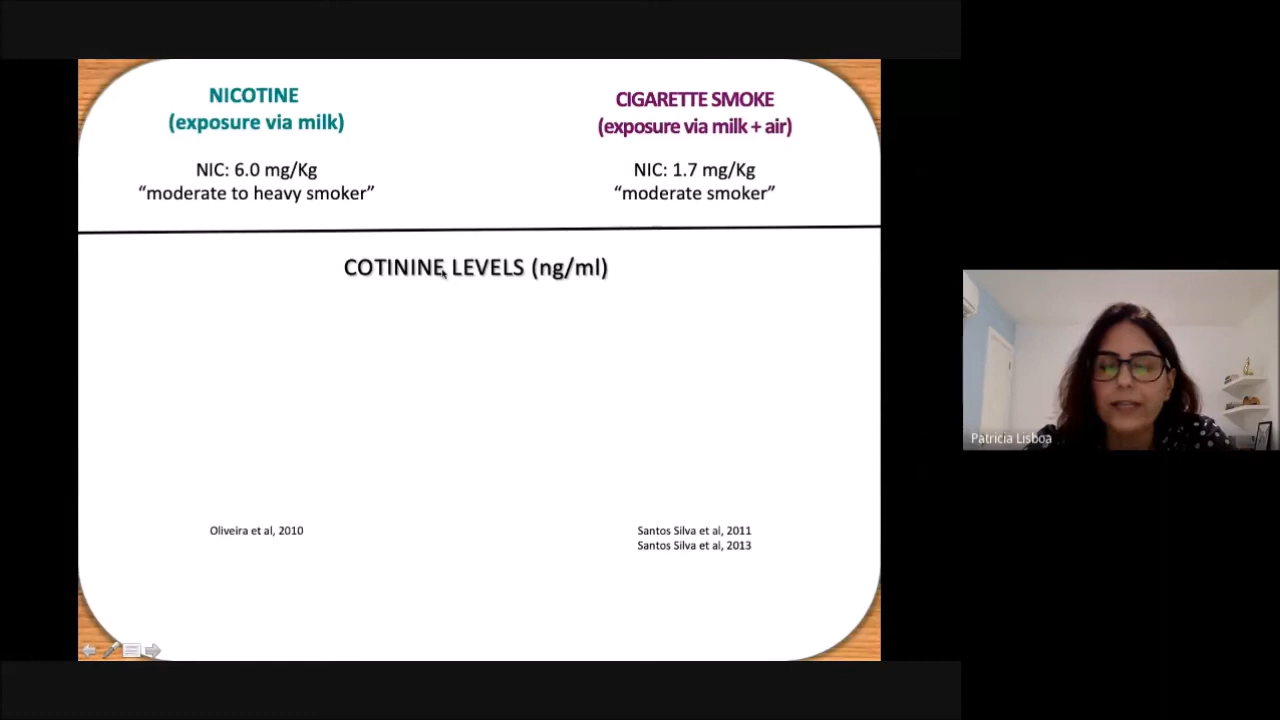 NICOTINE
(exposure via milk)
NIC: 6.0 mg/Kg
“moderate to heavy smoker”
CIGARETTE SMOKE
(exposure via milk + air)
NIC: 1.7 mg/Kg
“moderate smoker”
COTININE LEVELS (ng/ml)
Oliveira et al, 2010
Santos Silva et al, 2011
Santos Silva et al, 2013
Patricia Lisboa